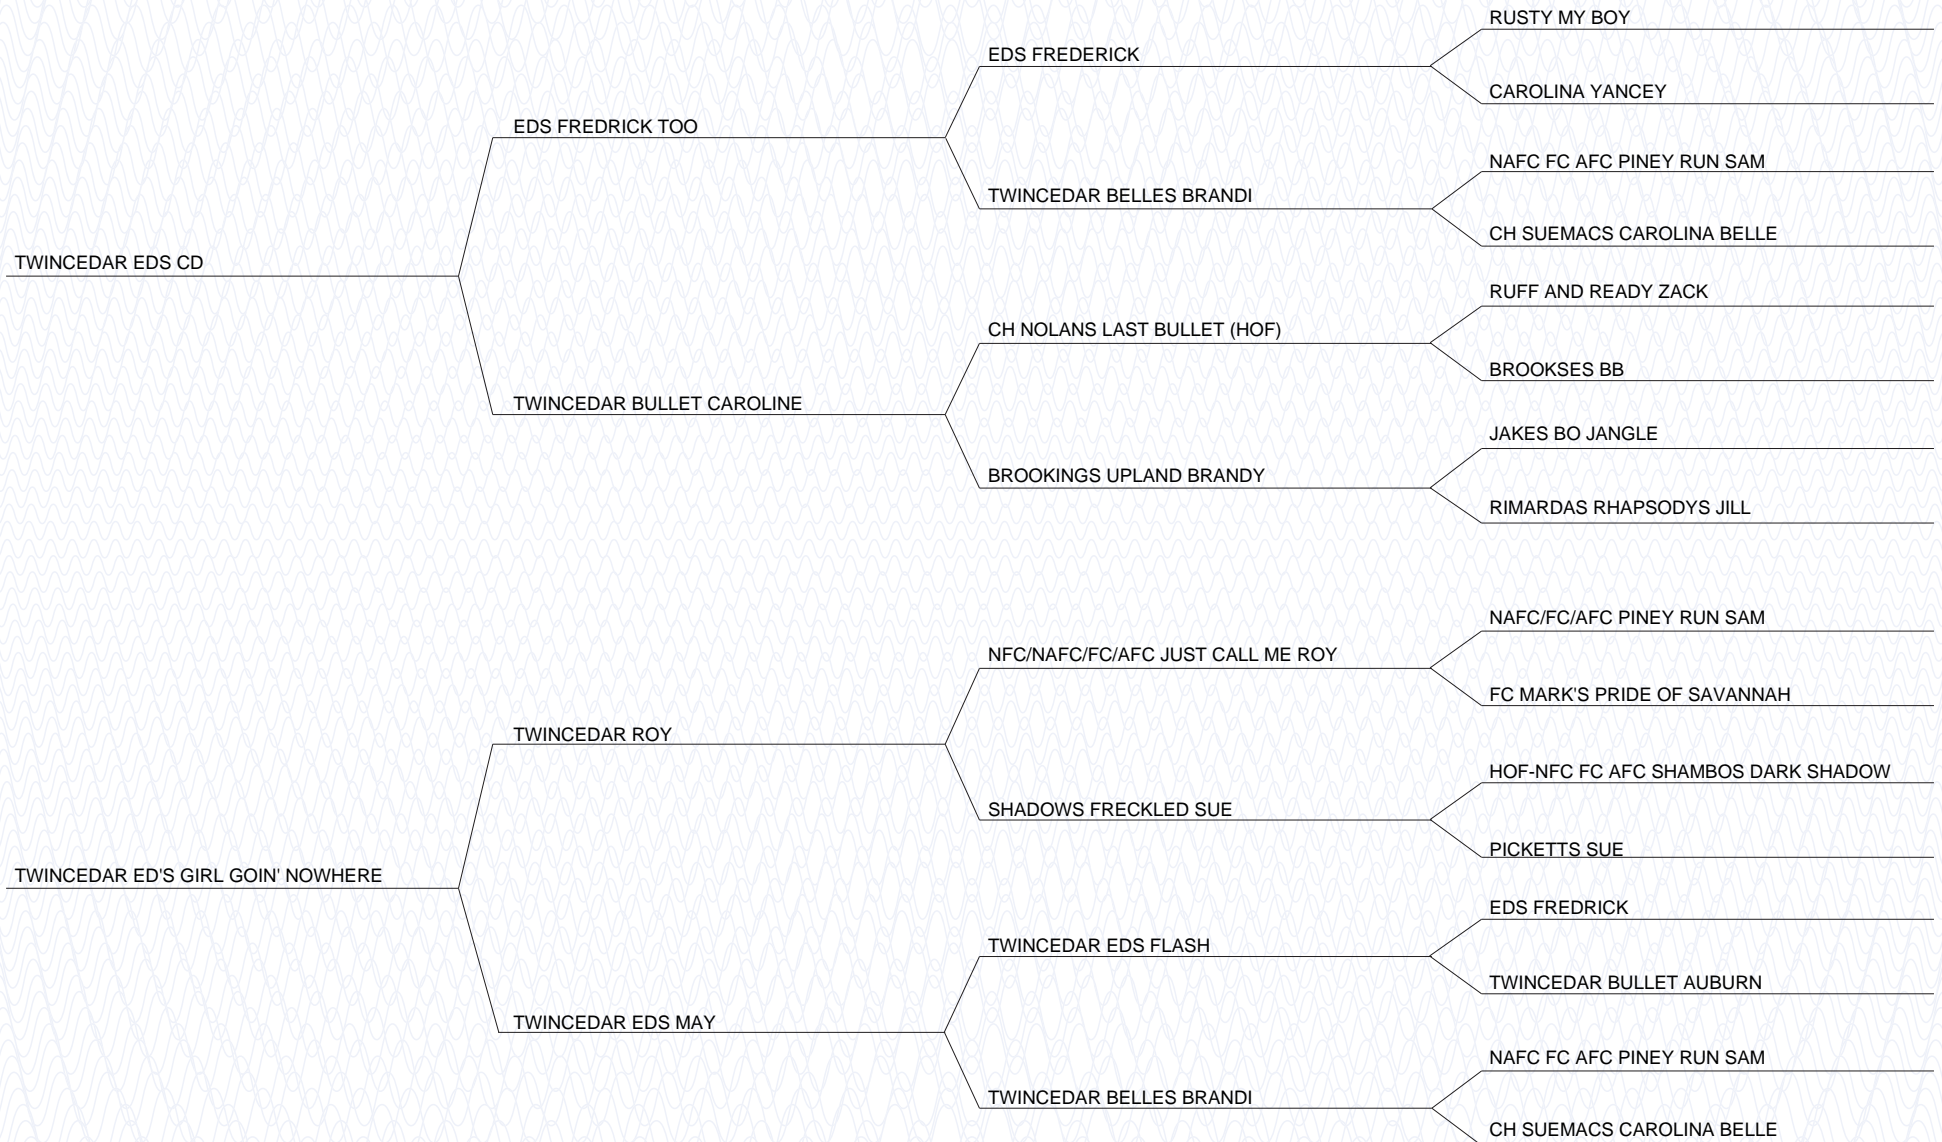 RUSTY MY BOY
EDS FREDERICK
CAROLINA YANCEY
EDS FREDRICK TOO
NAFC FC AFC PINEY RUN SAM
TWINCEDAR BELLES BRANDI
CH SUEMACS CAROLINA BELLE
TWINCEDAR EDS CD
RUFF AND READY ZACK
CH NOLANS LAST BULLET (HOF)
BROOKSES BB
TWINCEDAR BULLET CAROLINE
JAKES BO JANGLE
BROOKINGS UPLAND BRANDY
RIMARDAS RHAPSODYS JILL
NAFC/FC/AFC PINEY RUN SAM
NFC/NAFC/FC/AFC JUST CALL ME ROY
FC MARK'S PRIDE OF SAVANNAH
TWINCEDAR ROY
HOF-NFC FC AFC SHAMBOS DARK SHADOW
SHADOWS FRECKLED SUE
PICKETTS SUE
TWINCEDAR ED'S GIRL GOIN' NOWHERE
EDS FREDRICK
TWINCEDAR EDS FLASH
TWINCEDAR BULLET AUBURN
TWINCEDAR EDS MAY
NAFC FC AFC PINEY RUN SAM
TWINCEDAR BELLES BRANDI
CH SUEMACS CAROLINA BELLE